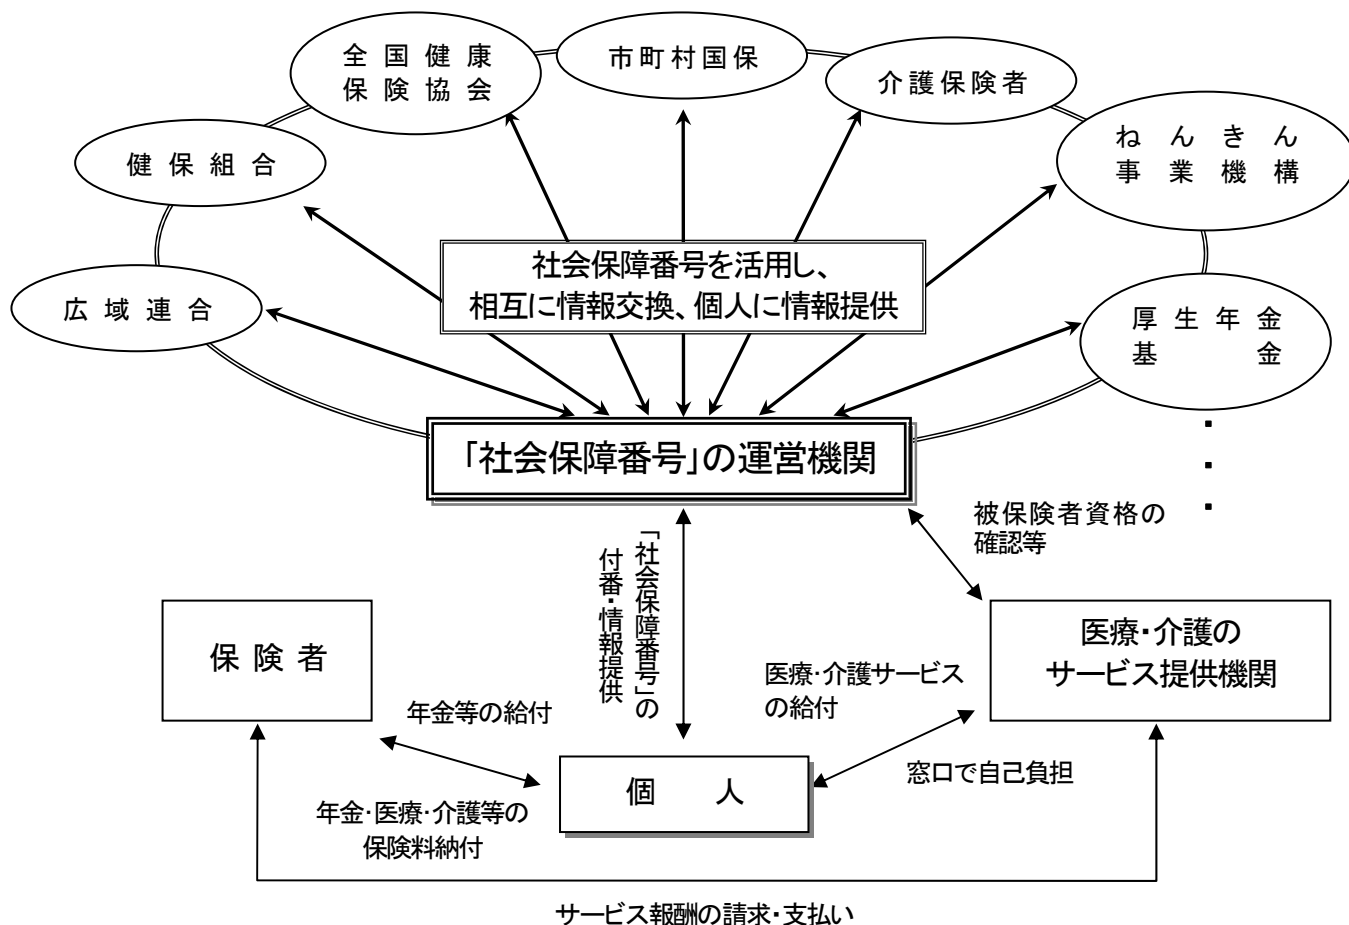 全国健康
保険協会
市町村国保
介護保険者
健保組合
ねんきん
事業機構
広域連合
社会保障番号を活用し、
相互に情報交換、個人に情報提供
厚生年金
基金
「社会保障番号」の運営機関
・
・
・
被保険者資格の
確認等
「社会保障番号」の
付番・情報提供
保険者
医療・介護の
サービス提供機関
医療・介護サービス
の給付
年金等の給付
窓口で自己負担
個人
年金・医療・介護等の
保険料納付
サービス報酬の請求・支払い